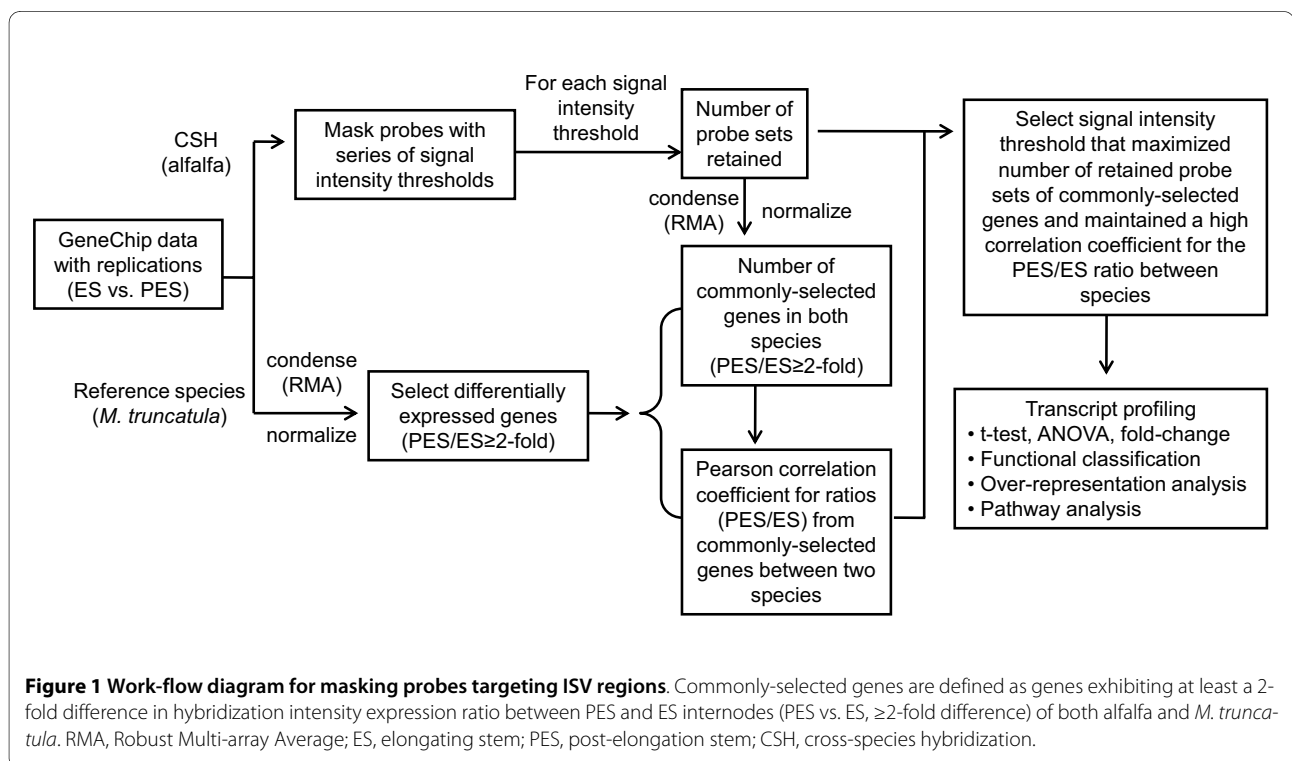 GeneChip data
with replications
(ES vs. PES)
CSH
(alfalfa)
Mask probes with
series of signal
intensity thresholds
For each signal
intensity
threshold
Number of
probe sets
retained
condense
(RMA)
normalize
Reference species
(M. truncatula)
condense
(RMA)
normalize
Select differentially
expressed genes
(PES/ES≥2-fold)
Number of
commonly-selected
genes in both
species
(PES/ES≥2-fold)
Pearson correlation
coefficient for ratios
(PES/ES) from
commonly-selected
genes between two
species
Select signal intensity
threshold that maximized
number of retained probe
sets of commonly-selected
genes and maintained a high
correlation coefficient for the
PES/ES ratio between
species
Transcript profiling
• t-test, ANOVA, fold-change
• Functional classification
• Over-representation analysis
• Pathway analysis
Figure 1 Work-flow diagram for masking probes targeting ISV regions. Commonly-selected genes are defined as genes exhibiting at least a 2-
fold difference in hybridization intensity expression ratio between PES and ES internodes (PES vs. ES, ≥2-fold difference) of both alfalfa and M. trunca-
tula. RMA, Robust Multi-array Average; ES, elongating stem; PES, post-elongation stem; CSH, cross-species hybridization.